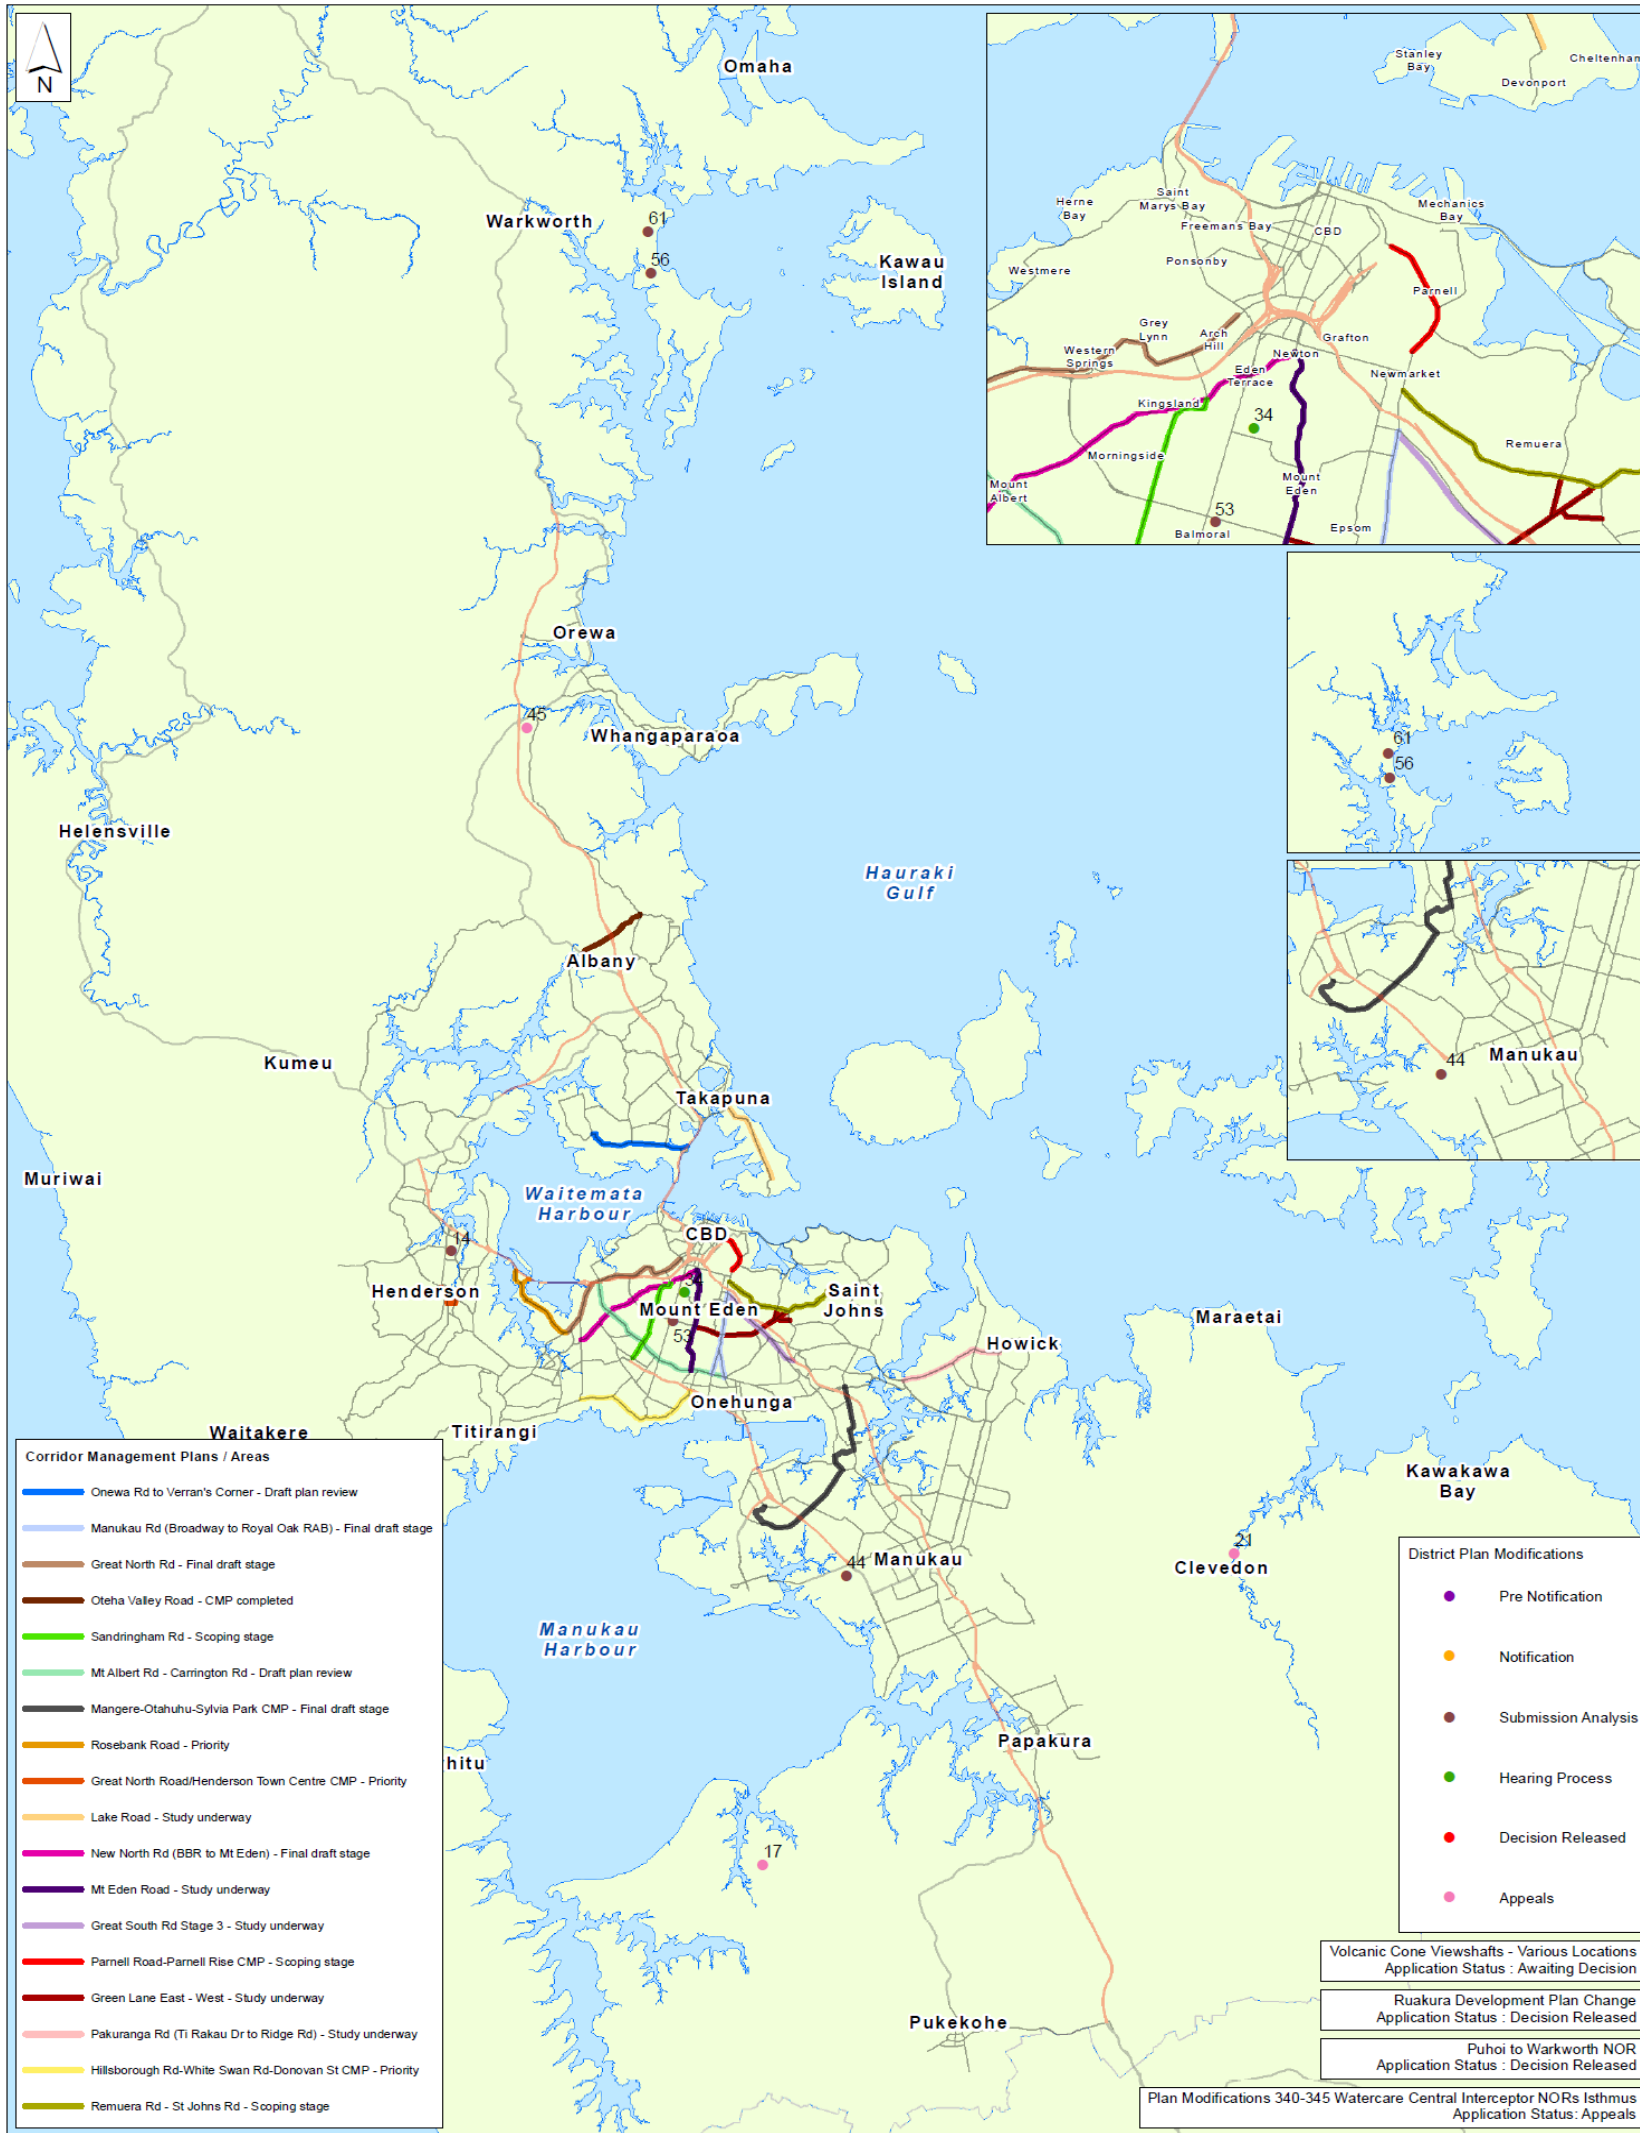 N
Omaha
Warkworth
61
56
Kawau
Island
Orewa
45
Whangaparaoa
Helensville
Hauraki
Gulf
Albany
Kumeu
Takapuna
Muriwai
Waitemata
Harbour
CBD
14
Henderson
Mount Eden
53
Saint
Johns
Howick
Maraetai
Onehunga
Waitakere
Titirangi
Kawakawa
Bay
44
Manukau
21
Clevedon
Manukau
Harbour
Papakura
hitu
17
Pukekohe
Stanley
Bay
Cheltenham
Devonport
Herne
Bay
Saint
Marys Bay
Freemans Bay
CBD
Mechanics
Bay
Ponsonby
Westmere
Parnell
Grey
Lynn
Arch
Hill
Grafton
Western
Springs
Newton
Eden
Terrace
Newmarket
Kingsland
34
Remuera
Morningside
Mount
Albert
Mount
Eden
53
Balmoral
Epsom
61
56
44
Manukau
Corridor Management Plans / Areas
Onewa Rd to Verran's Corner - Draft plan review
Manukau Rd (Broadway to Royal Oak RAB) - Final draft stage
Great North Rd - Final draft stage
Oteha Valley Road - CMP completed
Sandringham Rd - Scoping stage
Mt Albert Rd - Carrington Rd - Draft plan review
Mangere-Otahuhu-Sylvia Park CMP - Final draft stage
Rosebank Road - Priority
Great North Road/Henderson Town Centre CMP - Priority
Lake Road - Study underway
New North Rd (BBR to Mt Eden) - Final draft stage
Mt Eden Road - Study underway
Great South Rd Stage 3 - Study underway
Parnell Road-Parnell Rise CMP - Scoping stage
Green Lane East - West - Study underway
Pakuranga Rd (Ti Rakau Dr to Ridge Rd) - Study underway
Hillsborough Rd-White Swan Rd-Donovan St CMP - Priority
Remuera Rd - St Johns Rd - Scoping stage
District Plan Modifications
Pre Notification
Notification
Submission Analysis
Hearing Process
Decision Released
Appeals
Volcanic Cone Viewshafts - Various Locations
Application Status : Awaiting Decision
Ruakura Development Plan Change
Application Status : Decision Released
Puhoi to Warkworth NOR
Application Status : Decision Released
Plan Modifications 340-345 Watercare Central Interceptor NORs Isthmus
Application Status: Appeals